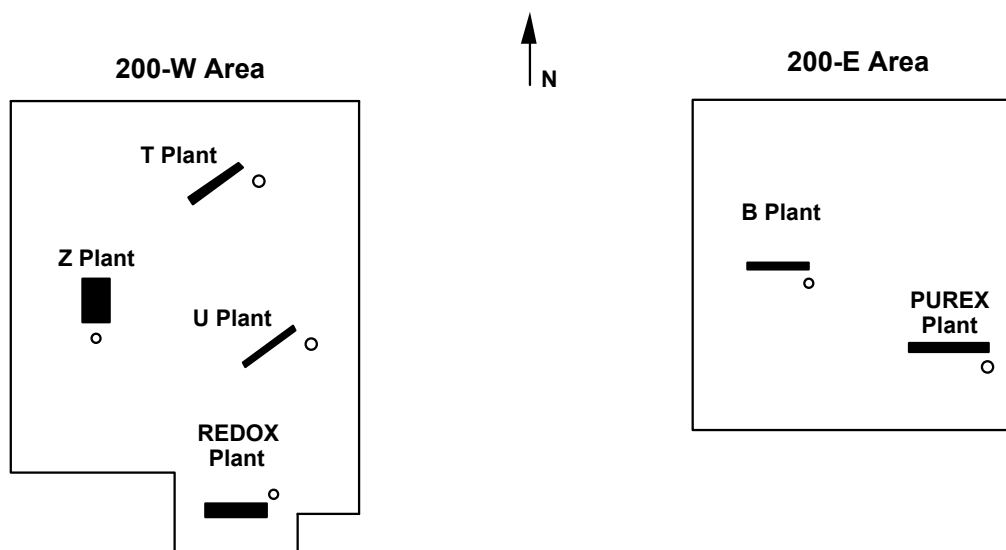 200-W Area
N
200-E Area
T Plant
B Plant
Z Plant
PUREX
Plant
U Plant
REDOX
Plant